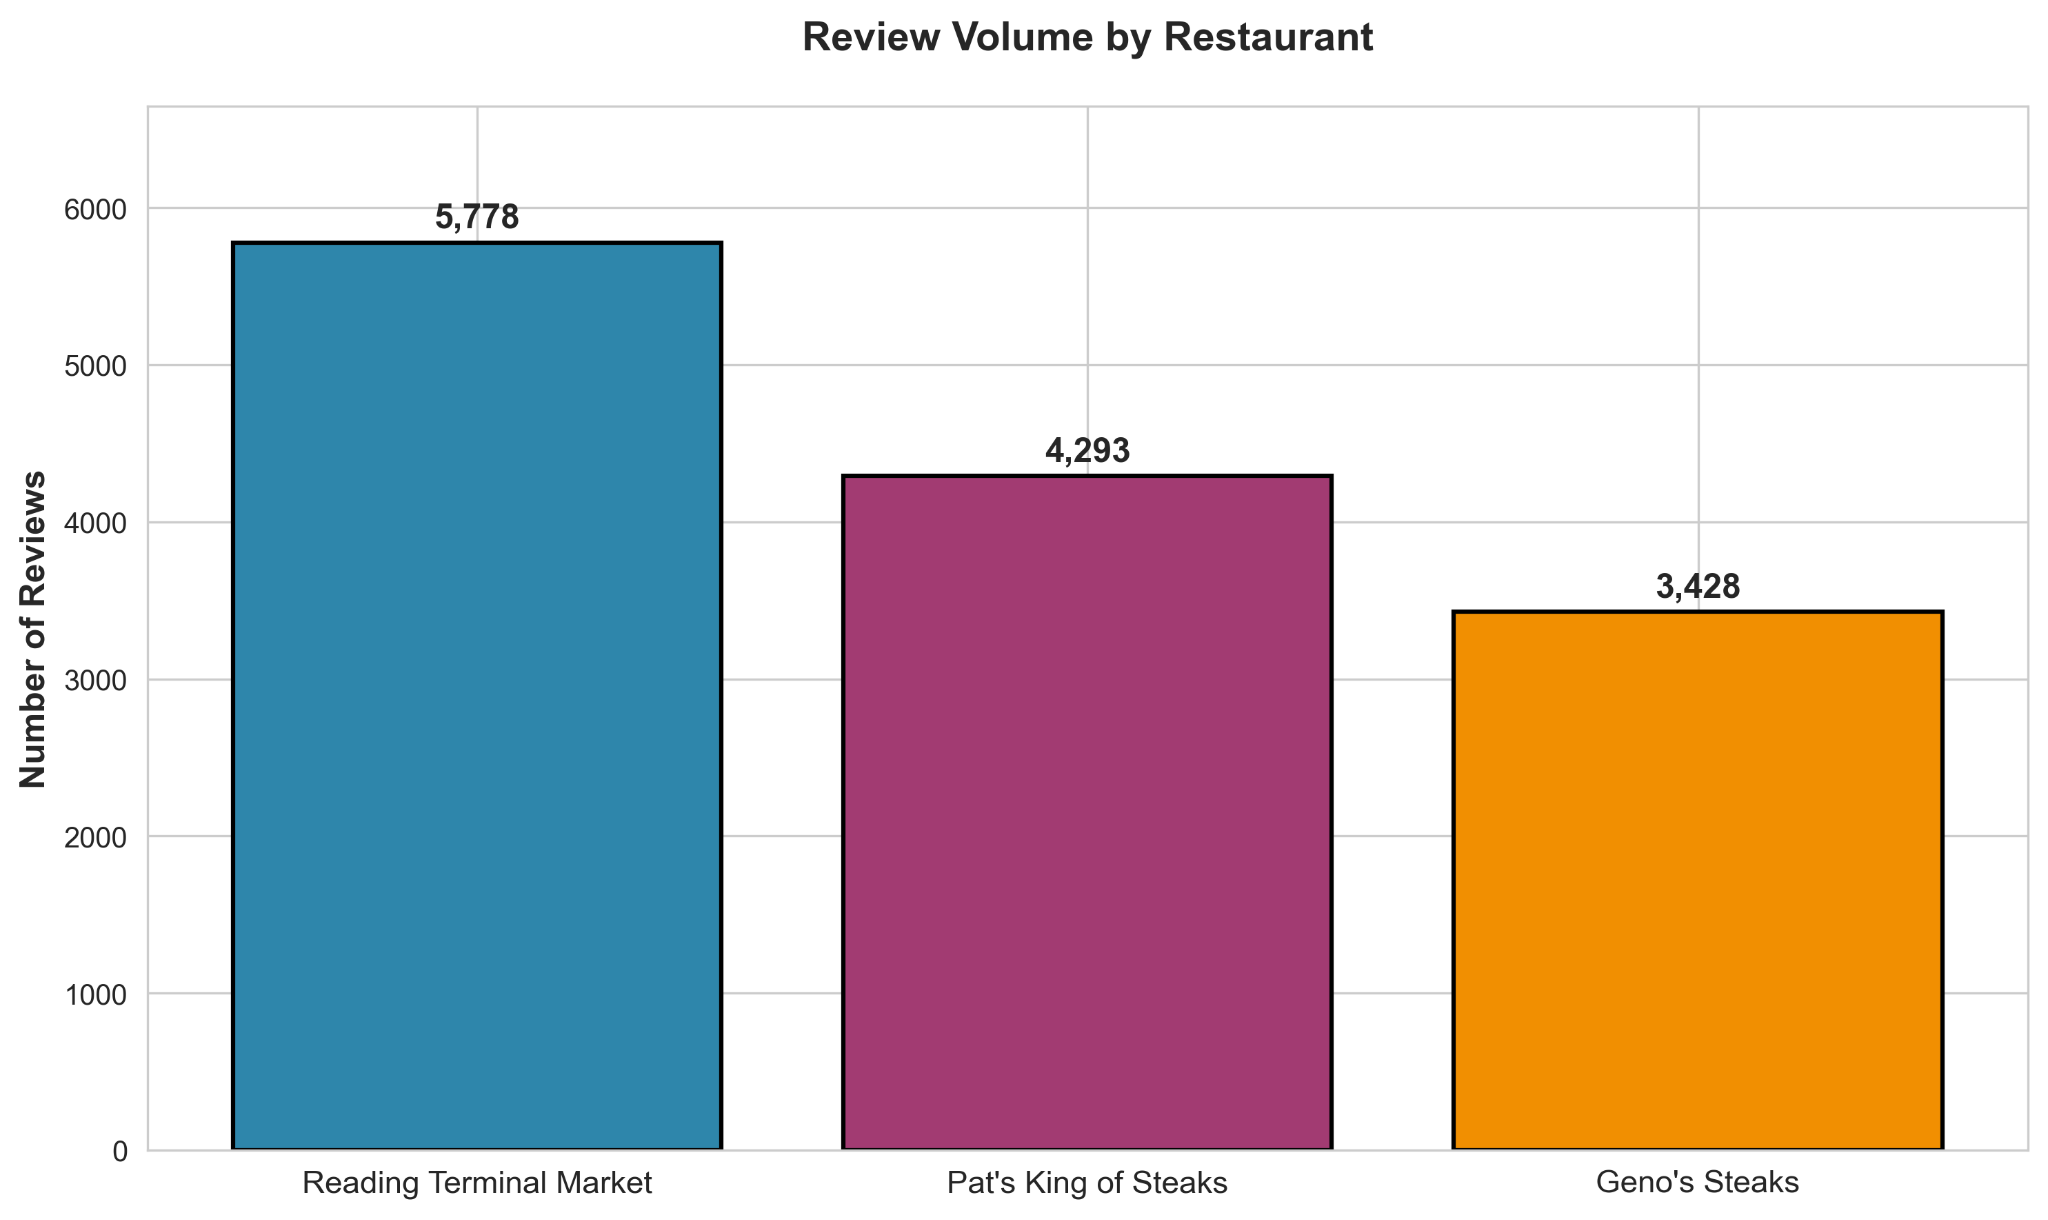 Review Volume by Restaurant
Number of Reviews
6000
5000
4000
3000
2000
1000
0
5,778
4,293
3,428
Reading Terminal Market
Pat's King of Steaks
Geno's Steaks